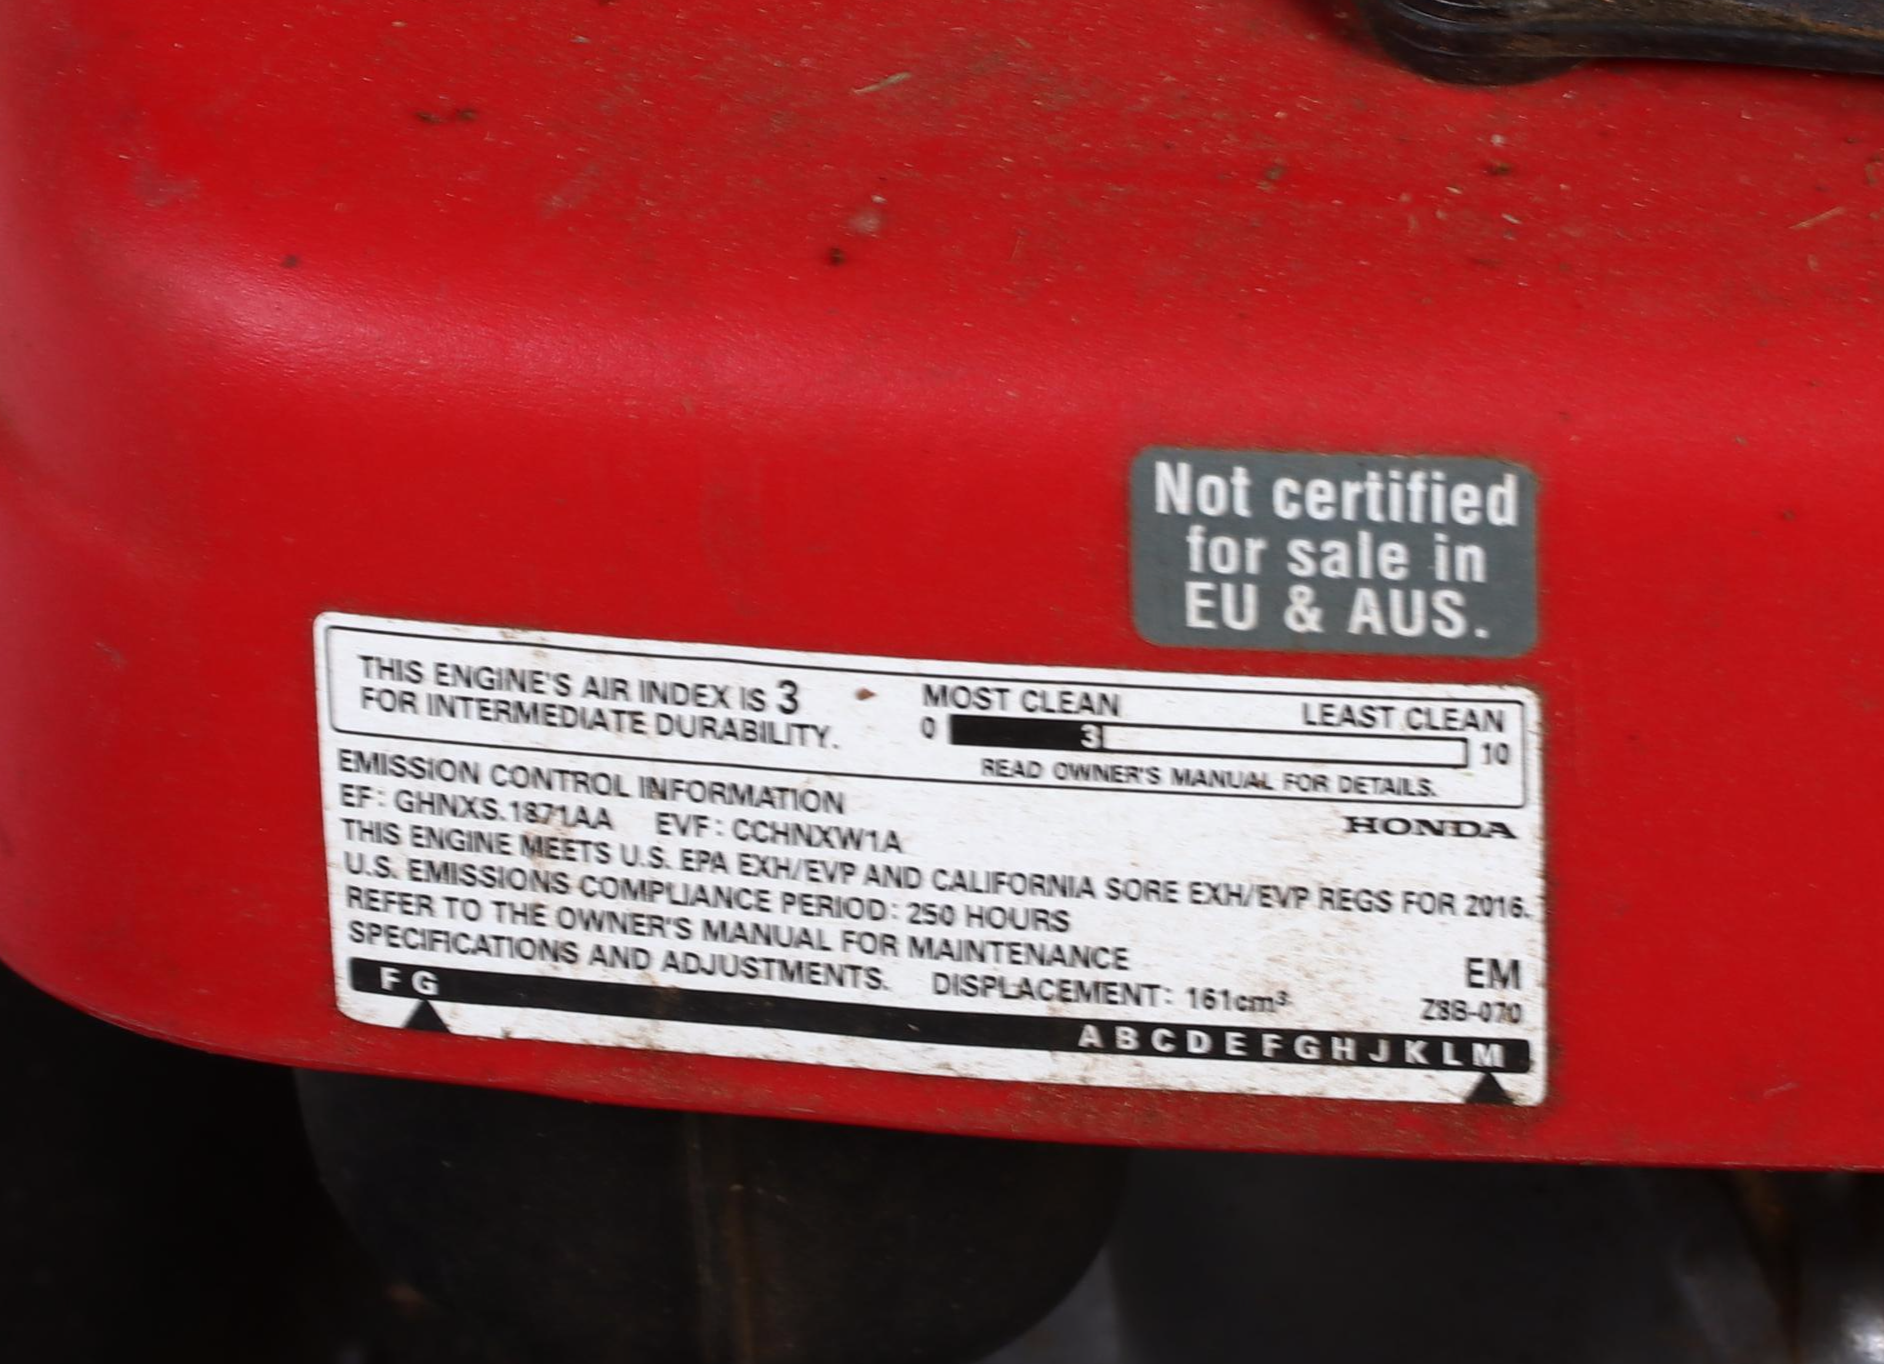 Not certified
for sale in
EU & AUS.
THIS ENGINE'S AIR INDEX IS 3
FOR INTERMEDIATE DURABILITY.
MOST CLEAN LEAST CLEAN
0 3 10
READ OWNER'S MANUAL FOR DETAILS.
EMISSION CONTROL INFORMATION
EF: GHNXS.1871AA EVF: CCHNXW1A
HONDA
THIS ENGINE MEETS U.S. EPA EXH/EVP AND CALIFORNIA SORE EXH/EVP REGS FOR 2016.
U.S. EMISSIONS COMPLIANCE PERIOD: 250 HOURS
REFER TO THE OWNER'S MANUAL FOR MAINTENANCE
SPECIFICATIONS AND ADJUSTMENTS. DISPLACEMENT: 161cm³
EM
Z8B-070
F G
A B C D E F G H J K L M